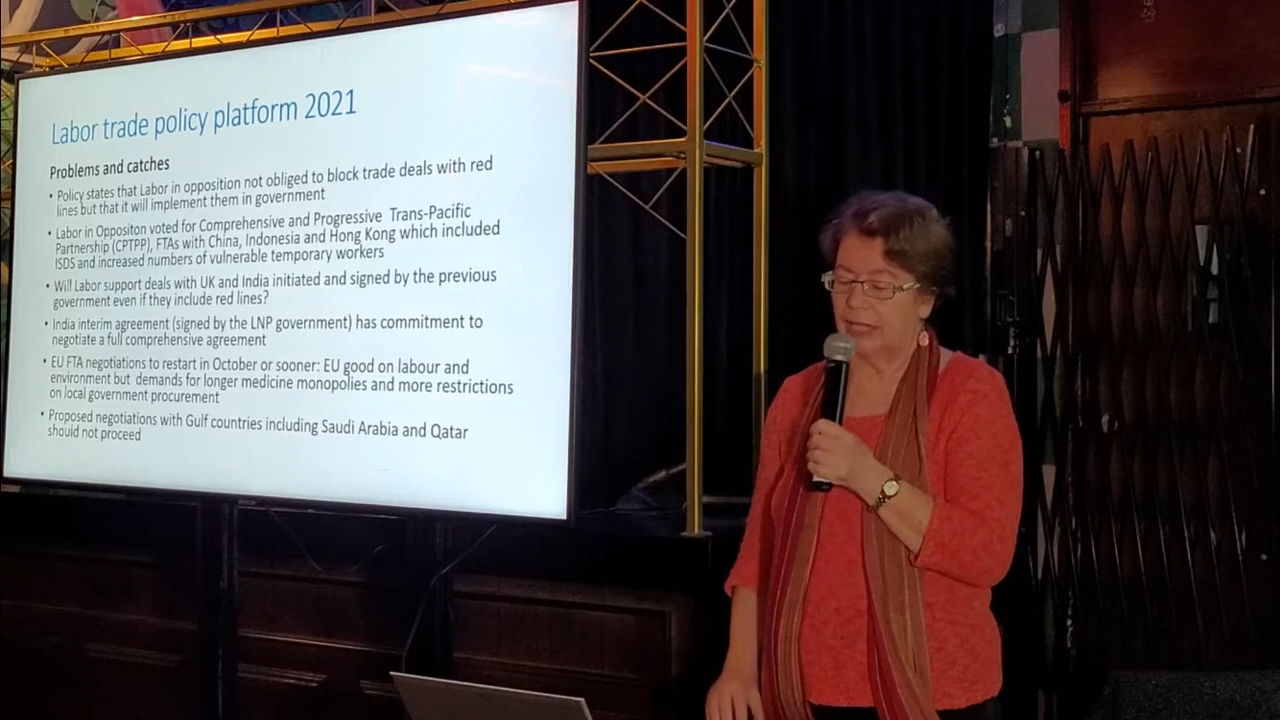 Labor trade policy platform 2021
Problems and catches
• Policy states that Labor in opposition not obliged to block trade deals with red
lines but that it will implement them in government
• Labor in Oppositon voted for Comprehensive and Progressive Trans-Pacific
Partnership (CPTPP), FTAs with China, Indonesia and Hong Kong which included
ISDS and increased numbers of vulnerable temporary workers
• Will Labor support deals with UK and India initiated and signed by the previous
government even if they include red lines?
• India interim agreement (signed by the LNP government) has commitment to
negotiate a full comprehensive agreement
• EU FTA negotiations to restart in October or sooner: EU good on labour and
environment but demands for longer medicine monopolies and more restrictions
on local government procurement
• Proposed negotiations with Gulf countries including Saudi Arabia and Qatar
should not proceed